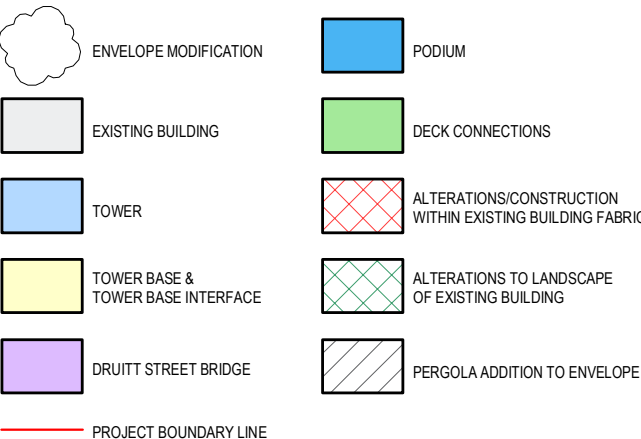 ENVELOPE MODIFICATION
EXISTING BUILDING
TOWER
TOWER BASE &
TOWER BASE INTERFACE
DRUITT STREET BRIDGE
PROJECT BOUNDARY LINE
PODIUM
DECK CONNECTIONS
ALTERATIONS/CONSTRUCTION
WITHIN EXISTING BUILDING FABRIC
ALTERATIONS TO LANDSCAPE
OF EXISTING BUILDING
PERGOLA ADDITION TO ENVELOPE